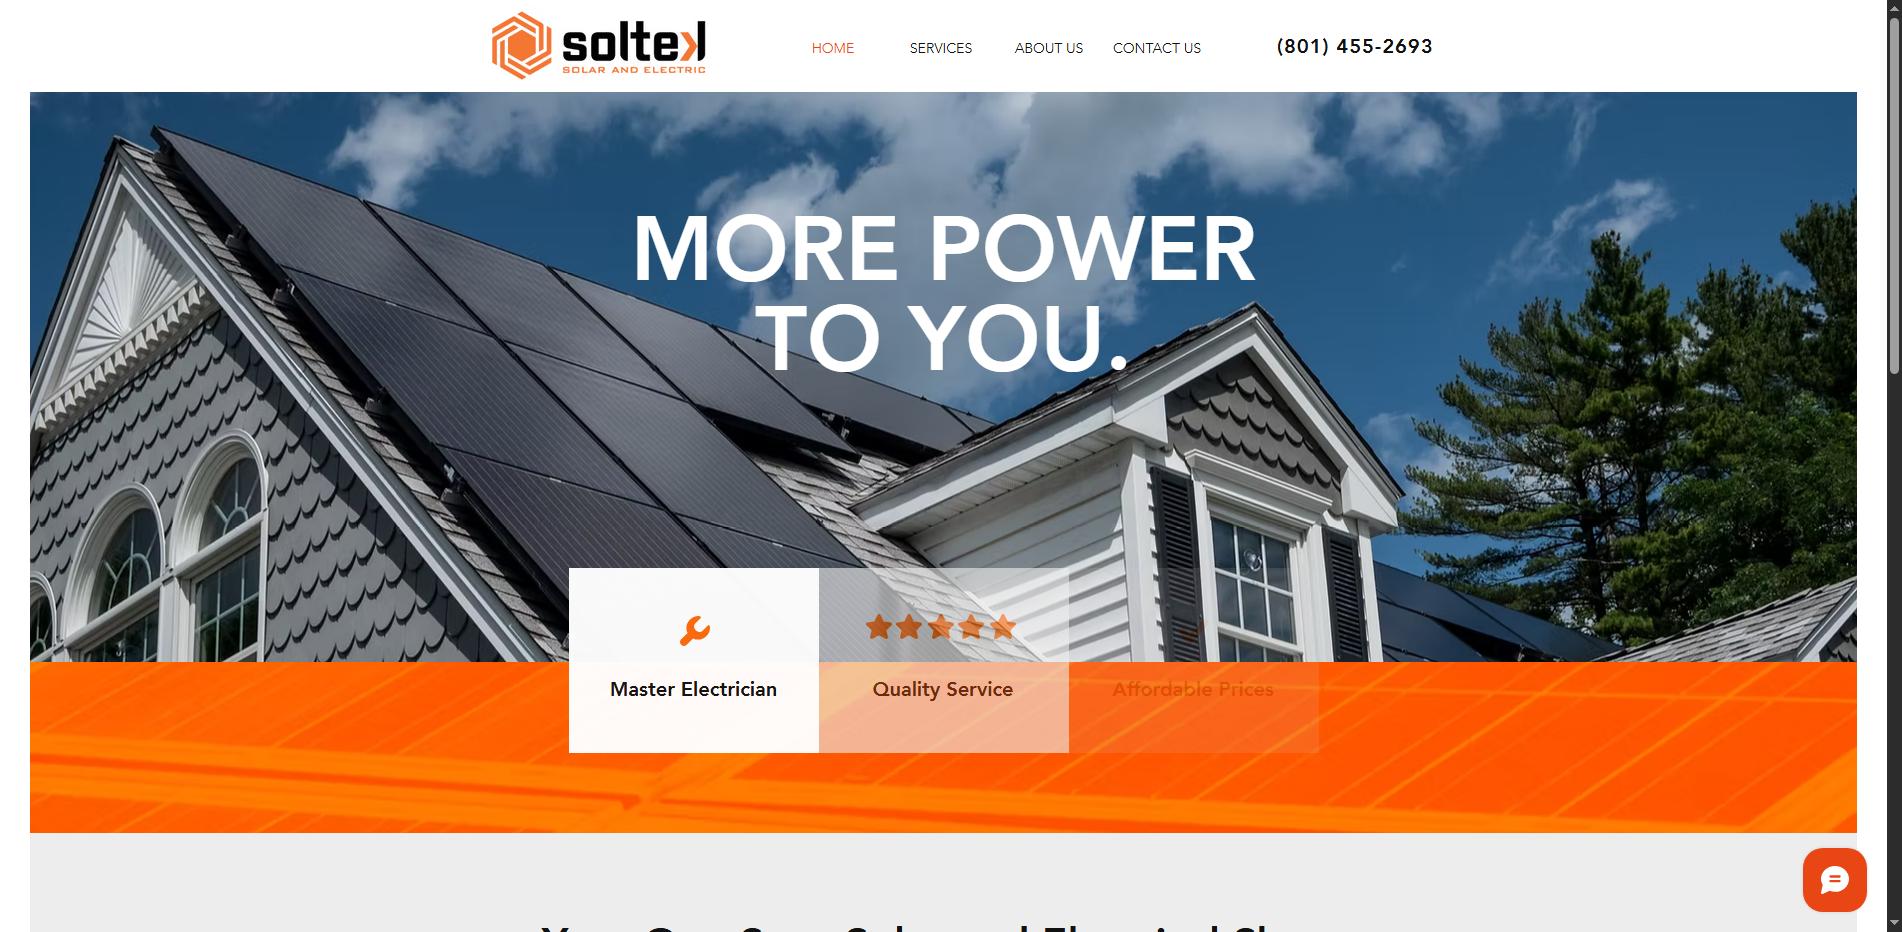 soltek
SOLAR AND ELECTRIC
HOME
SERVICES
ABOUT US
CONTACT US
(801) 455-2693
MORE POWER
TO YOU.
Master Electrician
Quality Service
Affordable Prices